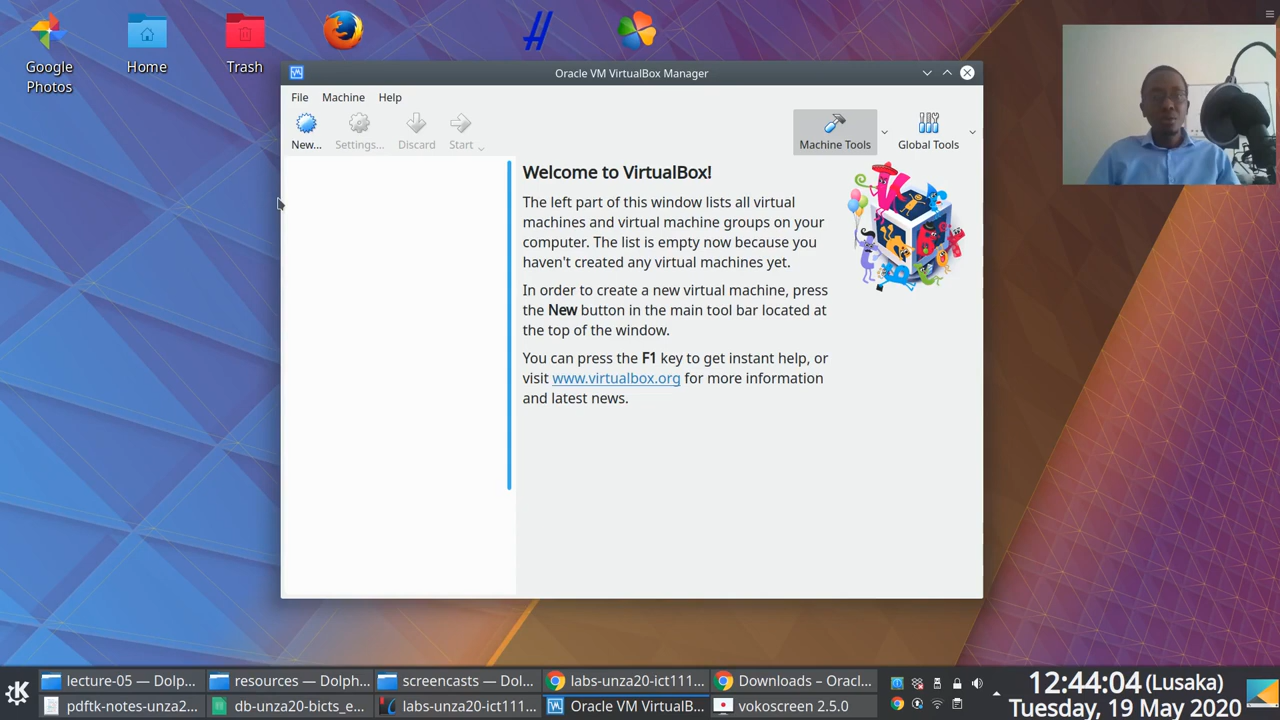 Google Photos
Home
Trash
Oracle VM VirtualBox Manager
File
Machine
Help
New...
Settings...
Discard
Start
Machine Tools
Global Tools
Welcome to VirtualBox!
The left part of this window lists all virtual
machines and virtual machine groups on your
computer. The list is empty now because you
haven't created any virtual machines yet.
In order to create a new virtual machine, press
the New button in the main tool bar located at
the top of the window.
You can press the F1 key to get instant help, or
visit www.virtualbox.org for more information
and latest news.
lecture-05 — Dolp...
resources — Dolph...
screencasts — Dol...
labs-unza20-ict111...
Downloads – Oracl...
pdftk-notes-unza2...
db-unza20-bicts_e...
labs-unza20-ict111...
Oracle VM VirtualB...
vokoscreen 2.5.0
12:44:04 (Lusaka)
Tuesday, 19 May 2020